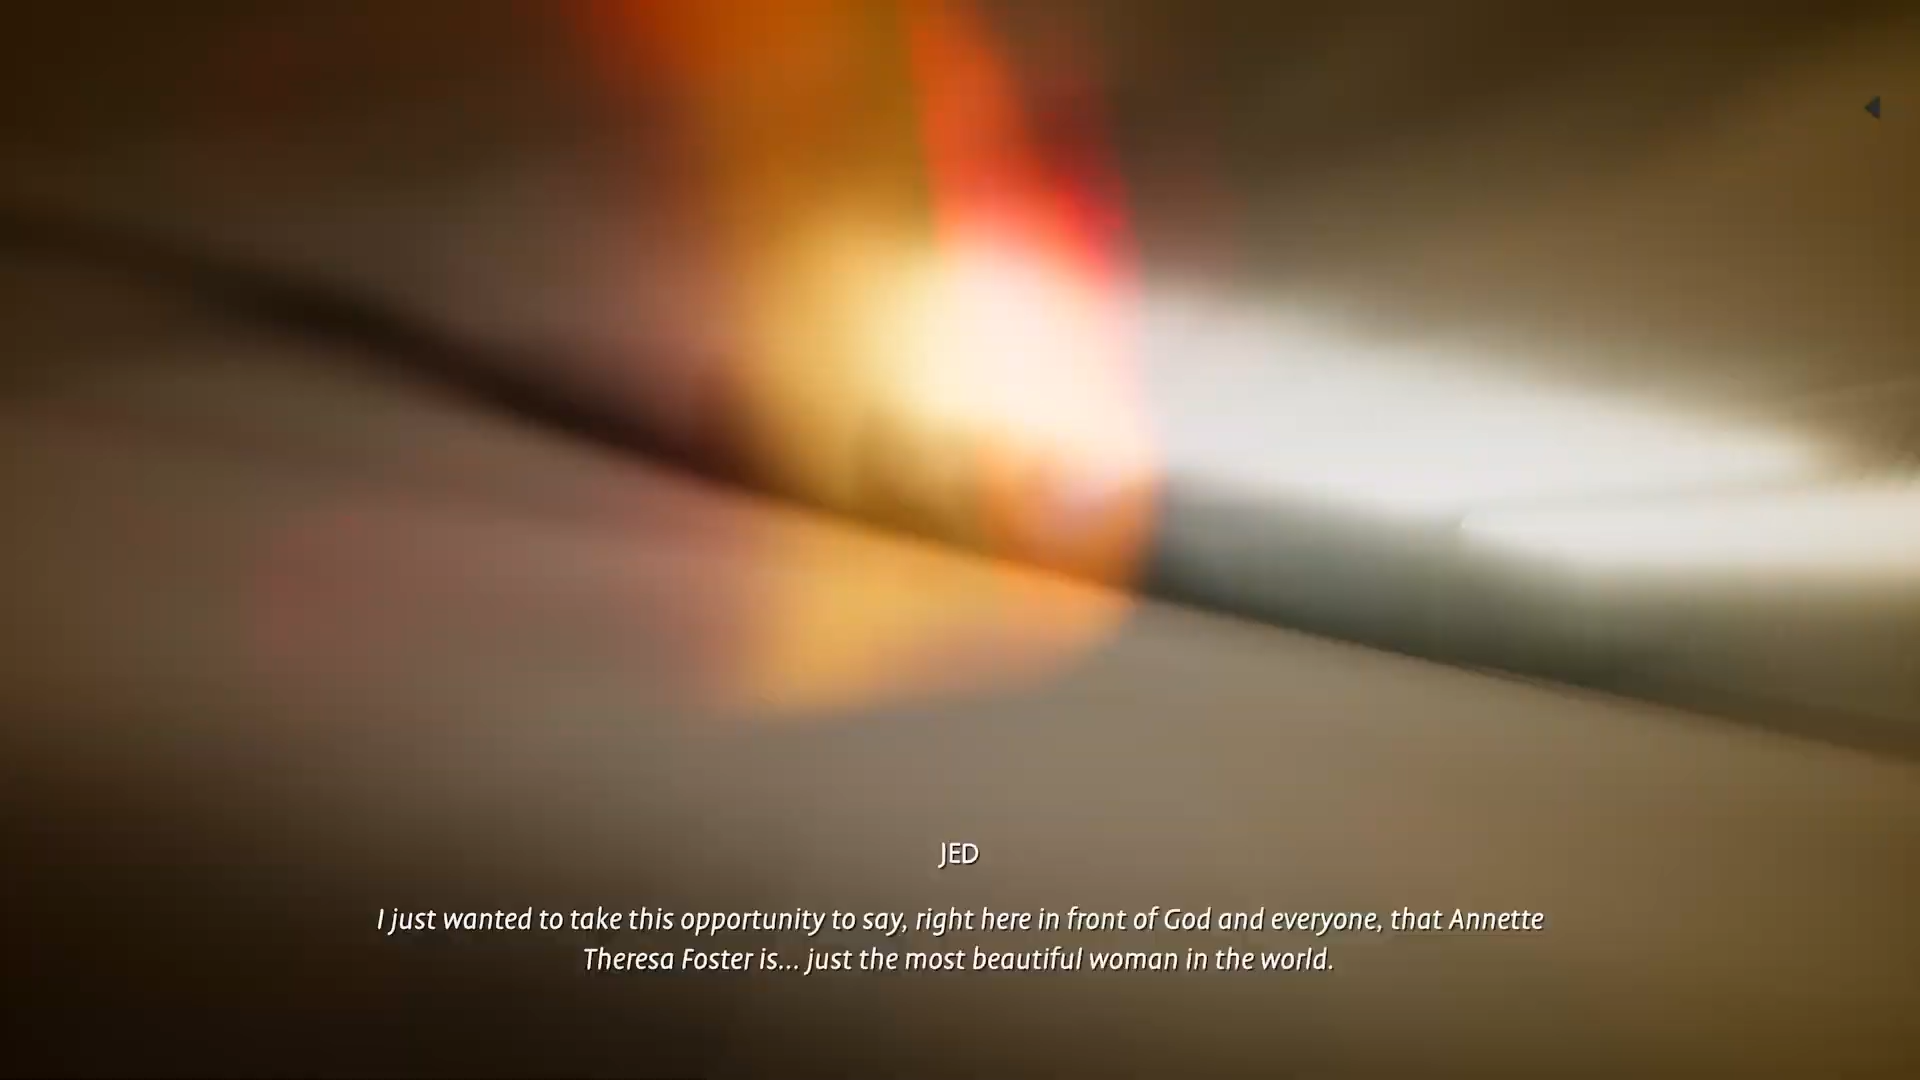 JED
I just wanted to take this opportunity to say, right here in front of God and everyone, that Annette
Theresa Foster is... just the most beautiful woman in the world.